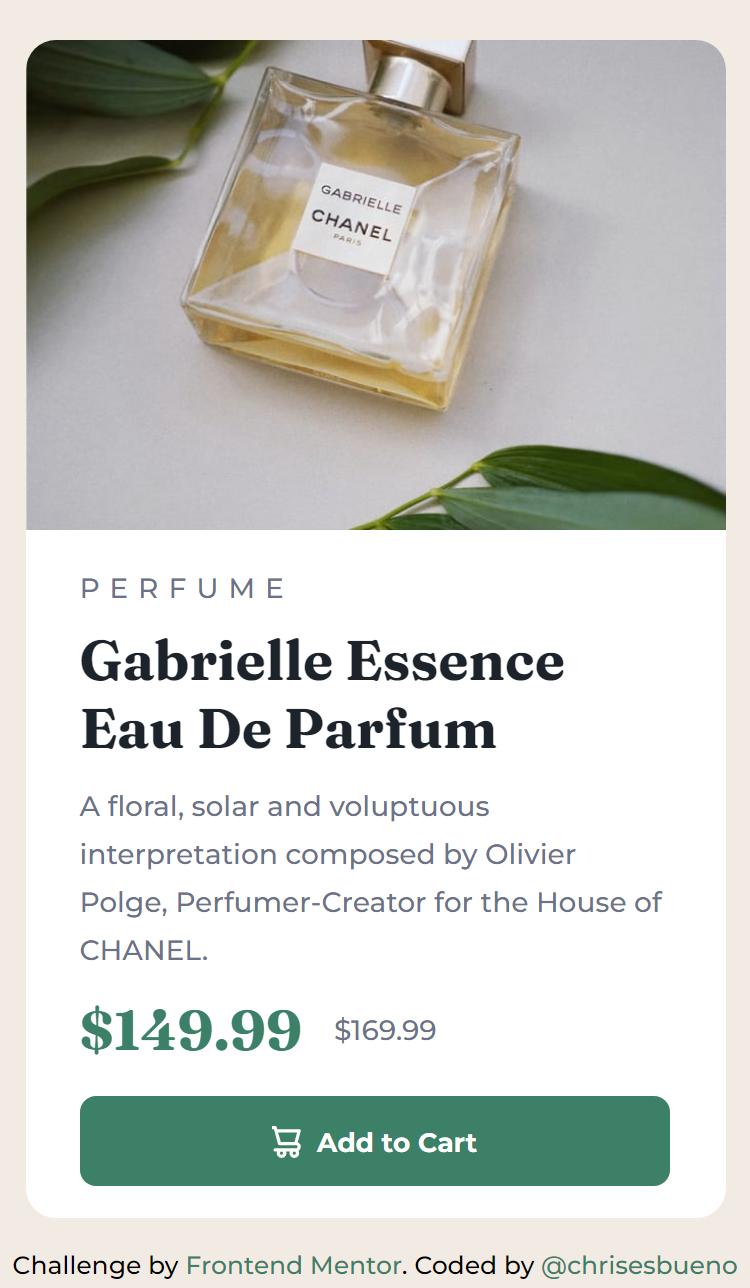 GABRIELLE
CHANEL
PARIS
PERFUME
Gabrielle Essence
Eau De Parfum
A floral, solar and voluptuous
interpretation composed by Olivier
Polge, Perfumer-Creator for the House of
CHANEL.
$149.99 $169.99
Add to Cart
Challenge by Frontend Mentor. Coded by @chrisesbueno